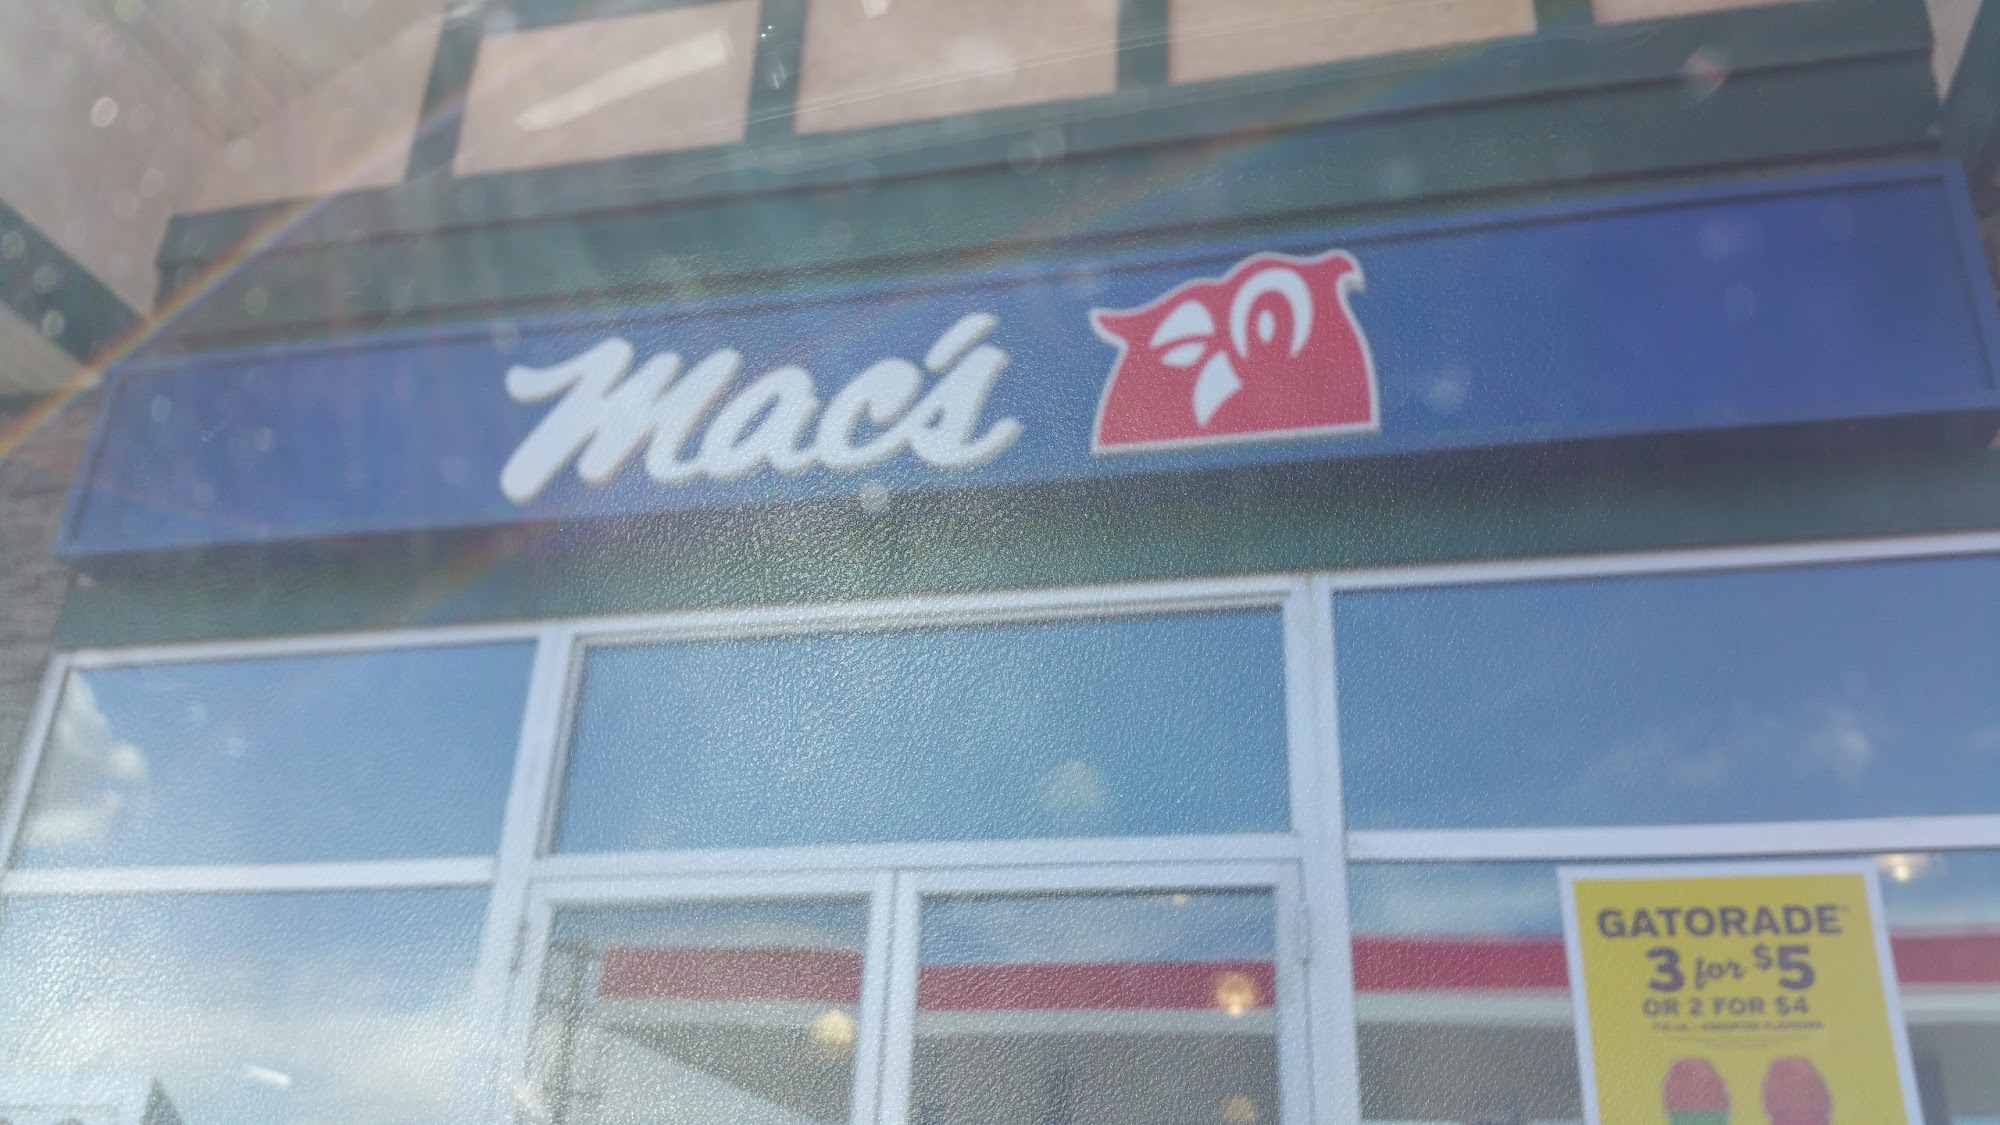 Mac's
GATORADE
3 for $5
OR 2 FOR $4